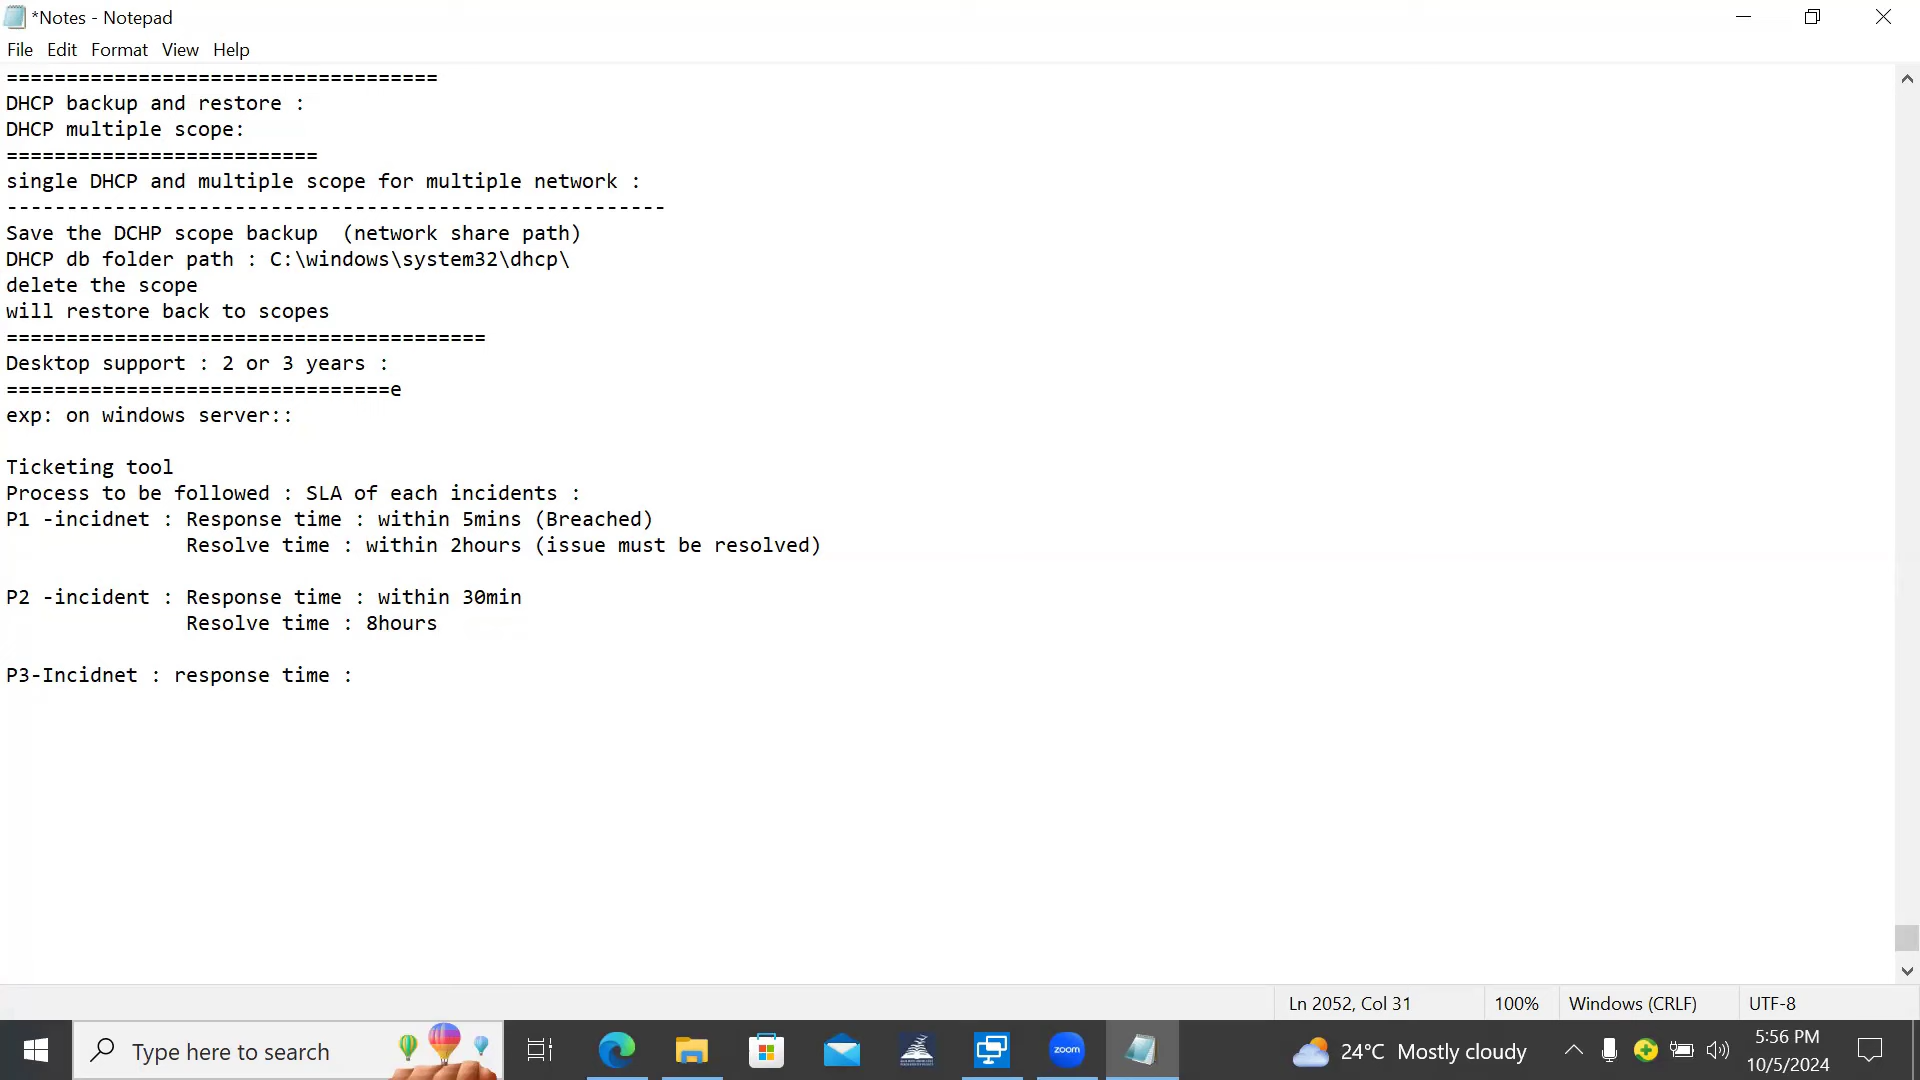 *Notes - Notepad
File Edit Format View Help
====================================
DHCP backup and restore :
DHCP multiple scope:
==========================
single DHCP and multiple scope for multiple network :
-------------------------------------------------------
Save the DCHP scope backup  (network share path)
DHCP db folder path : C:\windows\system32\dhcp\
delete the scope
will restore back to scopes
========================================
Desktop support : 2 or 3 years :
================================e
exp: on windows server::
Ticketing tool
Process to be followed : SLA of each incidents :
P1 -incidnet : Response time : within 5mins (Breached)
Resolve time : within 2hours (issue must be resolved)
P2 -incident : Response time : within 30min
Resolve time : 8hours
P3-Incidnet : response time :
Ln 2052, Col 31 100% Windows (CRLF) UTF-8
Type here to search
zoom
24°C Mostly cloudy
5:56 PM
10/5/2024